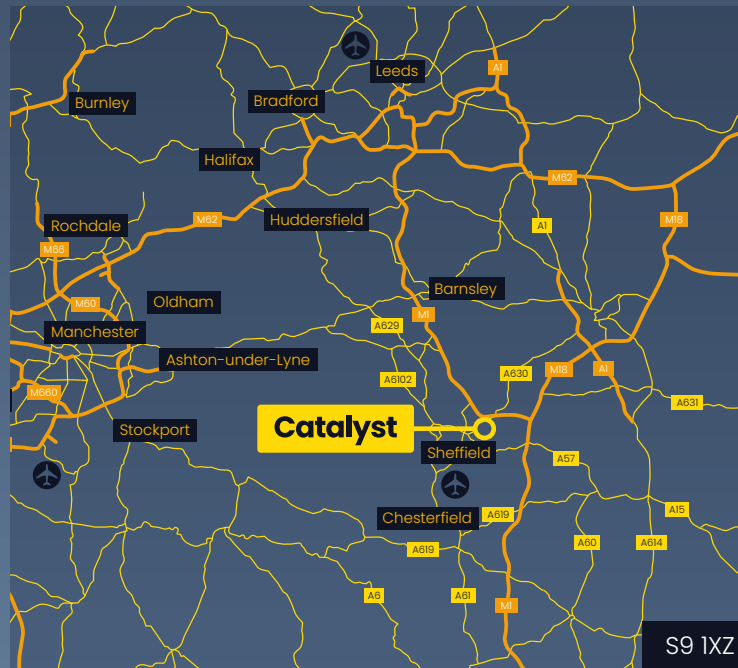 Leeds
A1
Bradford
Burnley
Halifax
M62
M62
Huddersfield
M18
Rochdale
A1
M66
Barnsley
Oldham
M60
M1
A629
Manchester
Ashton-under-Lyne
M18
A1
A630
A6102
M660
A631
Catalyst
Stockport
Sheffield
A57
A15
Chesterfield
A619
A619
A60
A614
A6
A61
M1
S9 1XZ